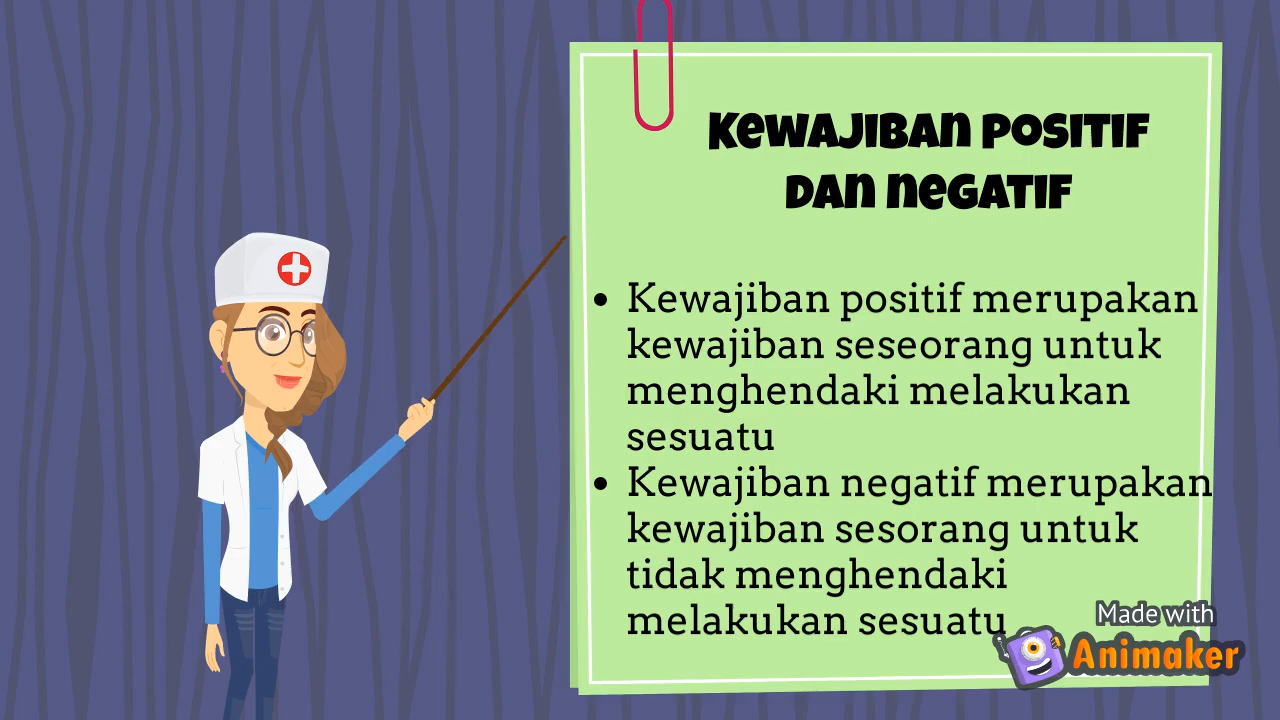 Kewajiban positif
dan negatif
• Kewajiban positif merupakan
kewajiban seseorang untuk
menghendaki melakukan
sesuatu
• Kewajiban negatif merupakan
kewajiban sesorang untuk
tidak menghendaki
melakukan sesuatu
Made with
Animaker